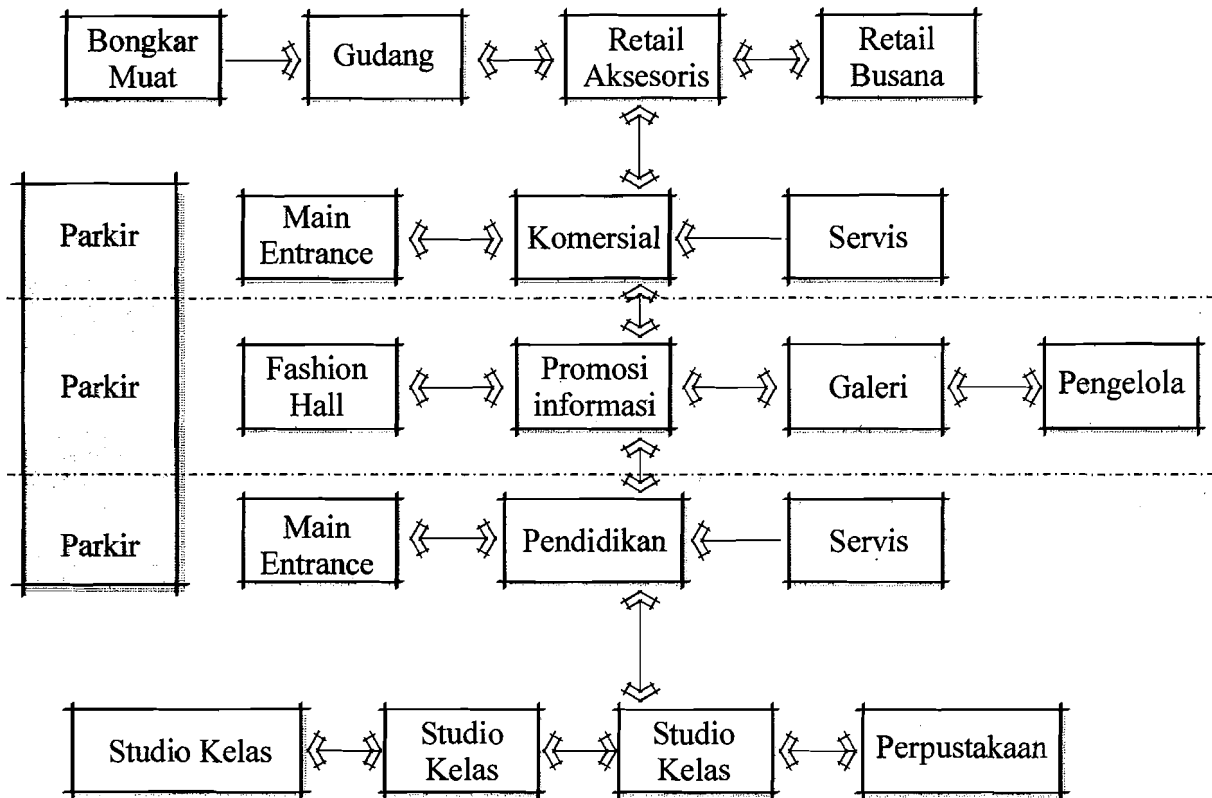 Bongkar
Muat
Gudang
Retail
Aksesoris
Retail
Busana
Parkir
Main
Entrance
Komersial
Servis
Parkir
Fashion
Hall
Promosi
informasi
Galeri
Pengelola
Parkir
Main
Entrance
Pendidikan
Servis
Studio Kelas
Studio
Kelas
Studio
Kelas
Perpustakaan